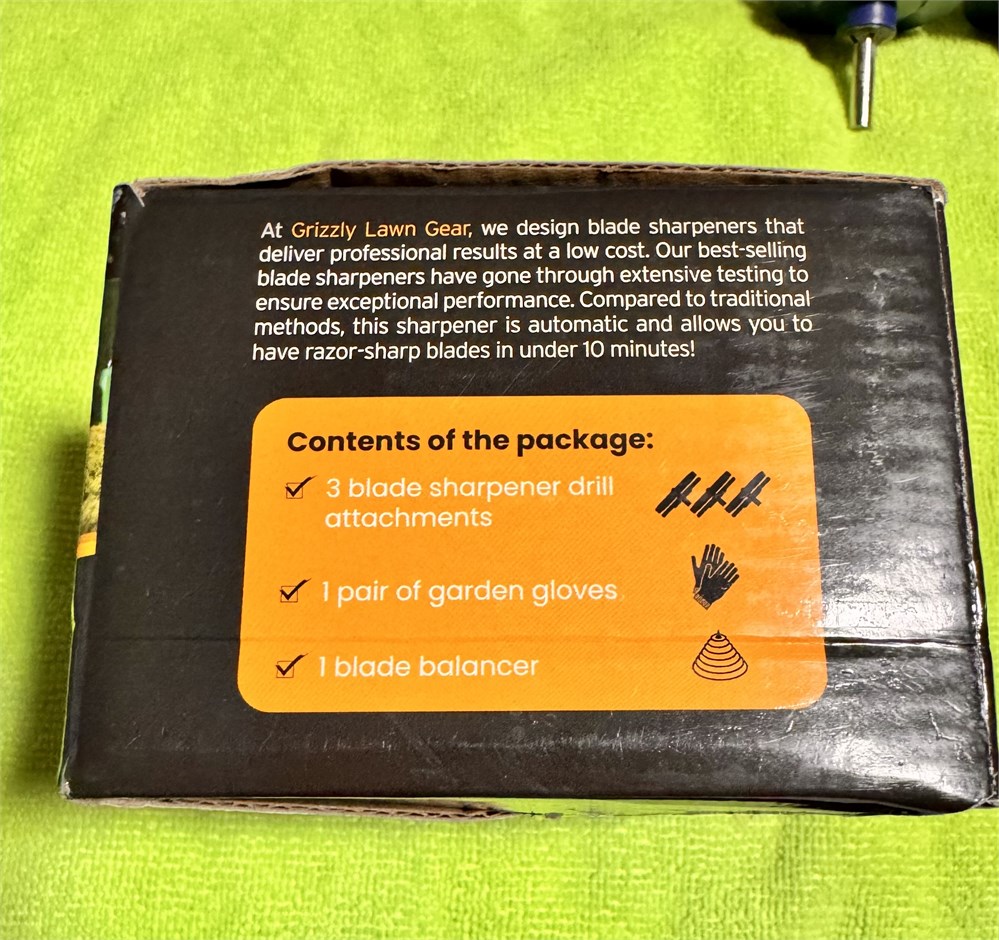 At Grizzly Lawn Gear, we design blade sharpeners that
deliver professional results at a low cost. Our best-selling
blade sharpeners have gone through extensive testing to
ensure exceptional performance. Compared to traditional
methods, this sharpener is automatic and allows you to
have razor-sharp blades in under 10 minutes!
Contents of the package:
3 blade sharpener drill
attachments
1 pair of garden gloves
1 blade balancer